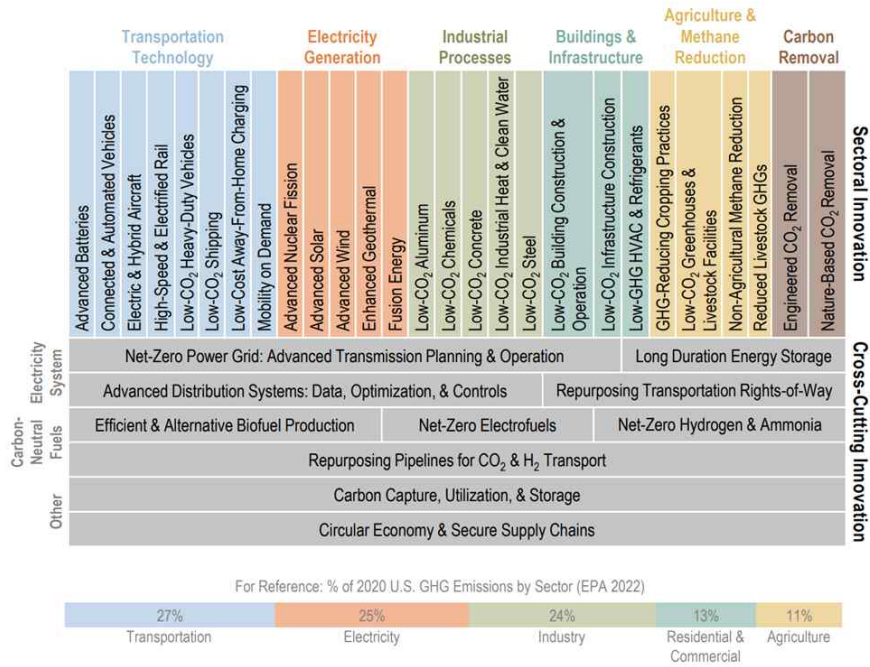 Transportation
Technology
Electricity
Generation
Industrial
Processes
Buildings &
Infrastructure
Agriculture &
Methane
Reduction
Carbon
Removal
Advanced Batteries
Connected & Automated Vehicles
Electric & Hybrid Aircraft
High-Speed & Electrified Rail
Low-CO₂ Heavy-Duty Vehicles
Low-CO₂ Shipping
Low-Cost Away-From-Home Charging
Mobility on Demand
Advanced Nuclear Fission
Advanced Solar
Advanced Wind
Enhanced Geothermal
Fusion Energy
Low-CO₂ Aluminum
Low-CO₂ Chemicals
Low-CO₂ Concrete
Low-CO₂ Industrial Heat & Clean Water
Low-CO₂ Steel
Low-CO₂ Building Construction &
Operation
Low-CO₂ Infrastructure Construction
Low-GHG HVAC & Refrigerants
GHG-Reducing Cropping Practices
Low-CO₂ Greenhouses &
Livestock Facilities
Non-Agricultural Methane Reduction
Reduced Livestock GHGs
Engineered CO₂ Removal
Nature-Based CO₂ Removal
Sectoral Innovation
Electricity
System
Net-Zero Power Grid: Advanced Transmission Planning & Operation
Long Duration Energy Storage
Advanced Distribution Systems: Data, Optimization, & Controls
Repurposing Transportation Rights-of-Way
Carbon-
Neutral
Fuels
Efficient & Alternative Biofuel Production
Net-Zero Electrofuels
Net-Zero Hydrogen & Ammonia
Repurposing Pipelines for CO₂ & H₂ Transport
Other
Carbon Capture, Utilization, & Storage
Circular Economy & Secure Supply Chains
Cross-Cutting Innovation
For Reference: % of 2020 U.S. GHG Emissions by Sector (EPA 2022)
27%
25%
24%
13%
11%
Transportation
Electricity
Industry
Residential &
Commercial
Agriculture